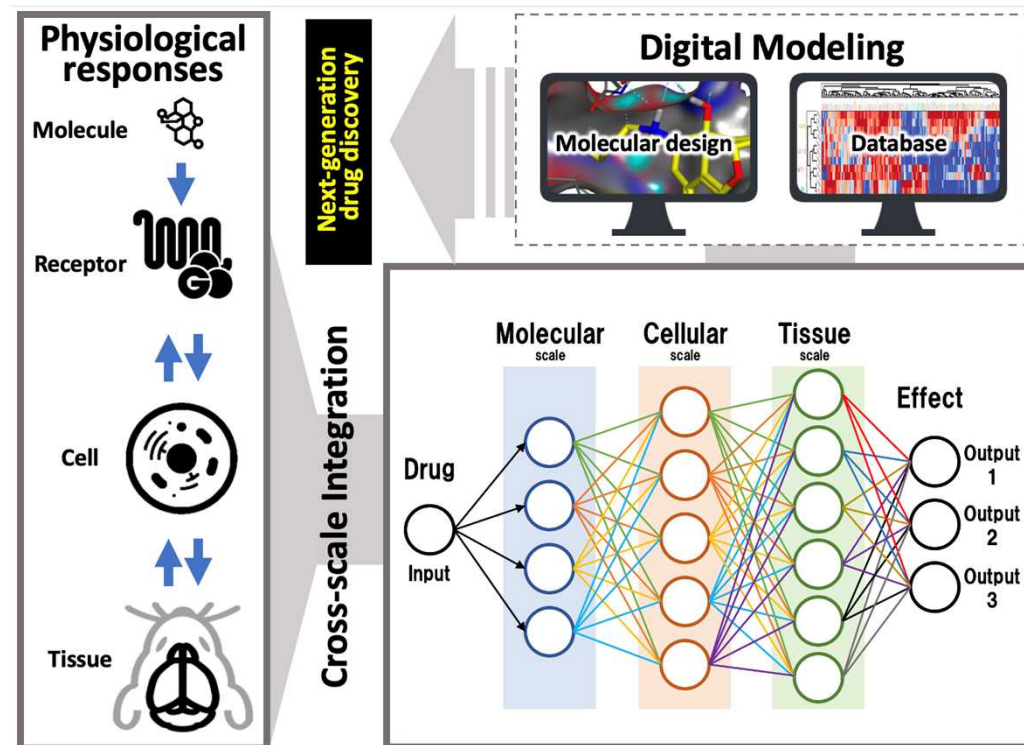 Physiological
responses
Molecule
Receptor
G
Cell
Tissue
Next-generation
drug discovery
Cross-scale Integration
Digital Modeling
Molecular design
Database
Molecular
scale
Cellular
scale
Tissue
scale
Drug
Input
Effect
Output
1
Output
2
Output
3